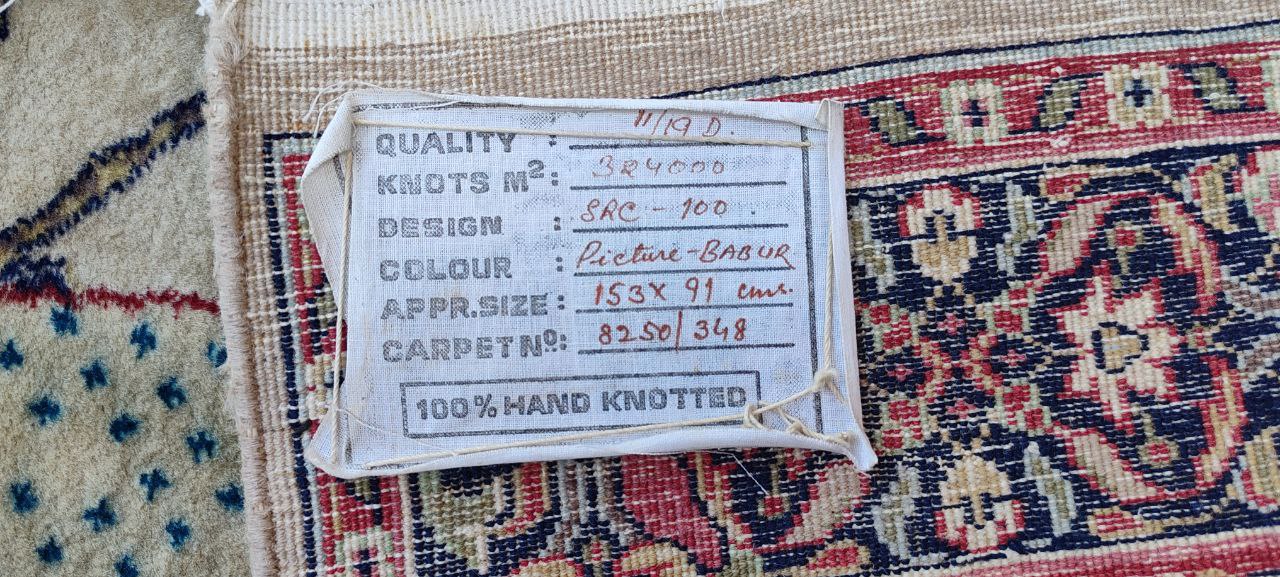 QUALITY : 11/19 D.
KNOTS M²: 324000
DESIGN : SRC - 100.
COLOUR : Picture-BABUR
APPR.SIZE: 153x 91 cms.
CARPET Nº: 8250/348
100% HAND KNOTTED